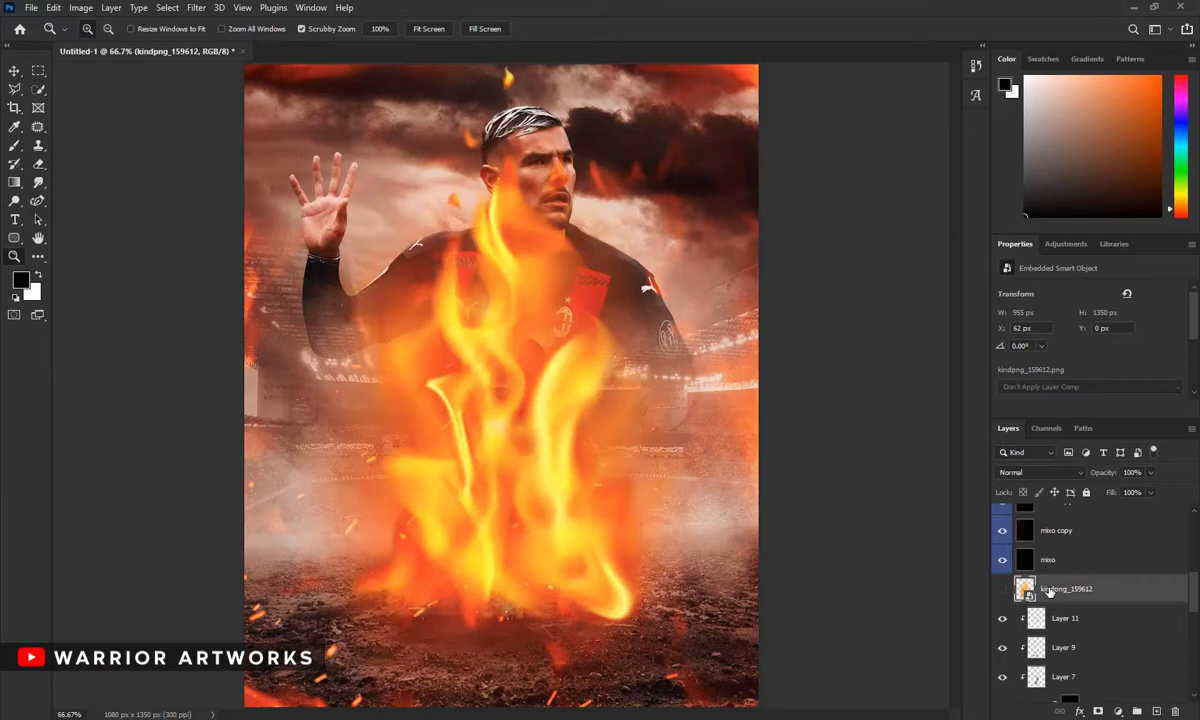 Ps File Edit Image Layer Type Select Filter 3D View Plugins Window Help
Resize Windows to Fit Zoom All Windows Scrubby Zoom 100% Fit Screen Fill Screen
Untitled-1 @ 66.7% (kindpng_159612, RGB/8) * ×
Color Swatches Gradients Patterns
Properties Adjustments Libraries
Embedded Smart Object
Transform
W: 955 px H: 1350 px
X: 62 px Y: 0 px
0.00°
kindpng_159612.png
Don't Apply Layer Comp
Layers Channels Paths
Kind
Normal Opacity: 100%
Lock: Fill: 100%
mixo copy
mixo
kindpng_159612
Layer 11
Layer 9
Layer 7
WARRIOR ARTWORKS
66.67% 1080 px x 1350 px (300 ppi)